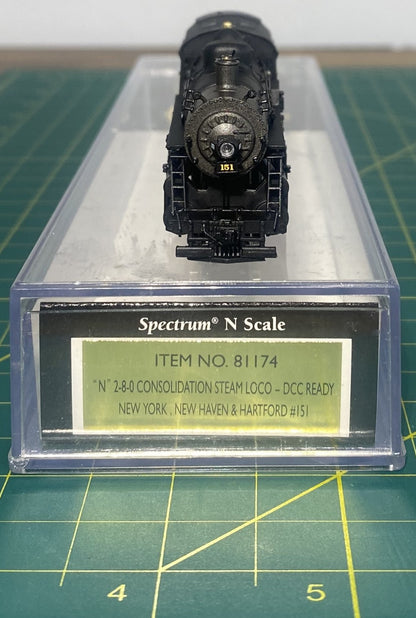 151
Spectrum® N Scale
ITEM NO. 81174
"N" 2-8-0 CONSOLIDATION STEAM LOCO – DCC READY
NEW YORK , NEW HAVEN & HARTFORD #151
4 5